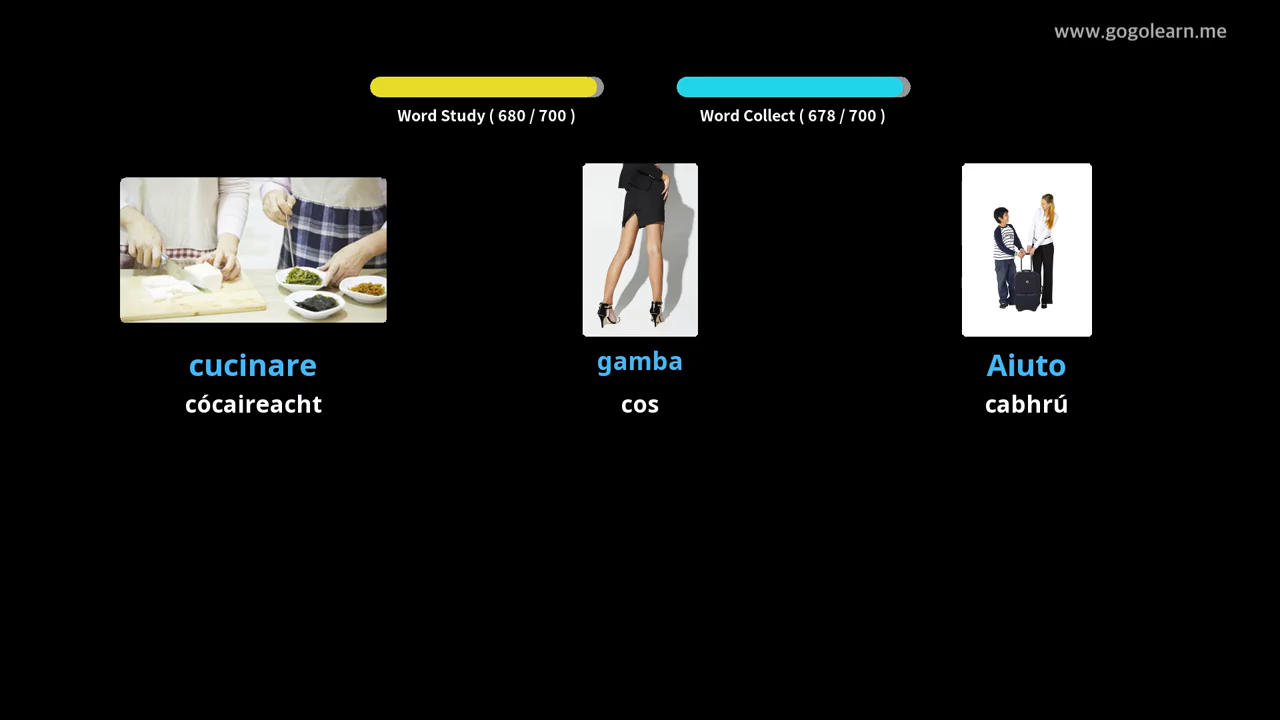 www.gogolearn.me
Word Study ( 680 / 700 )
Word Collect ( 678 / 700 )
cucinare
cócaireacht
gamba
cos
Aiuto
cabhrú